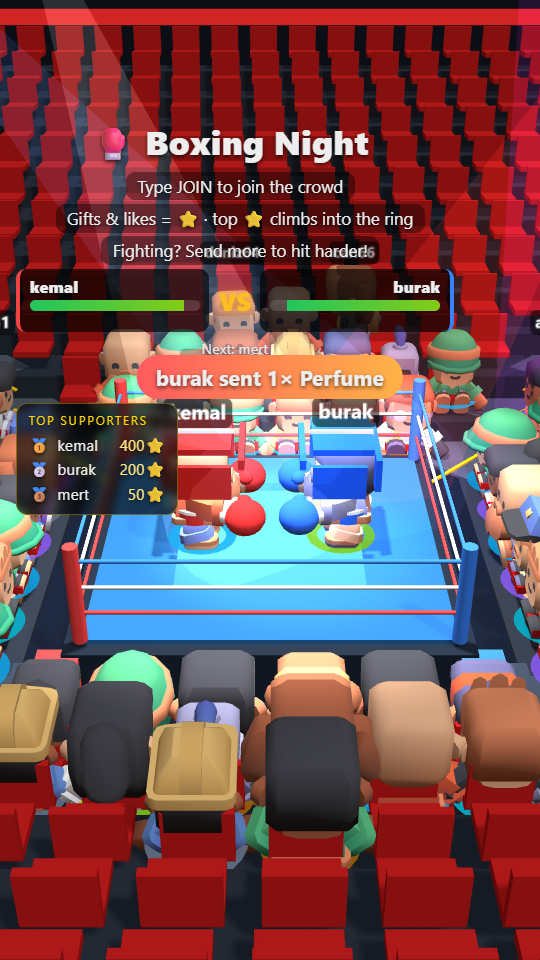 Boxing Night
Type JOIN to join the crowd
Gifts & likes = ⭐ · top ⭐ climbs into the ring
Fighting? Send more to hit harder!
kemal
VS
burak
Next: mert
burak sent 1× Perfume
kemal
burak
TOP SUPPORTERS
kemal 400
burak 200
mert 50